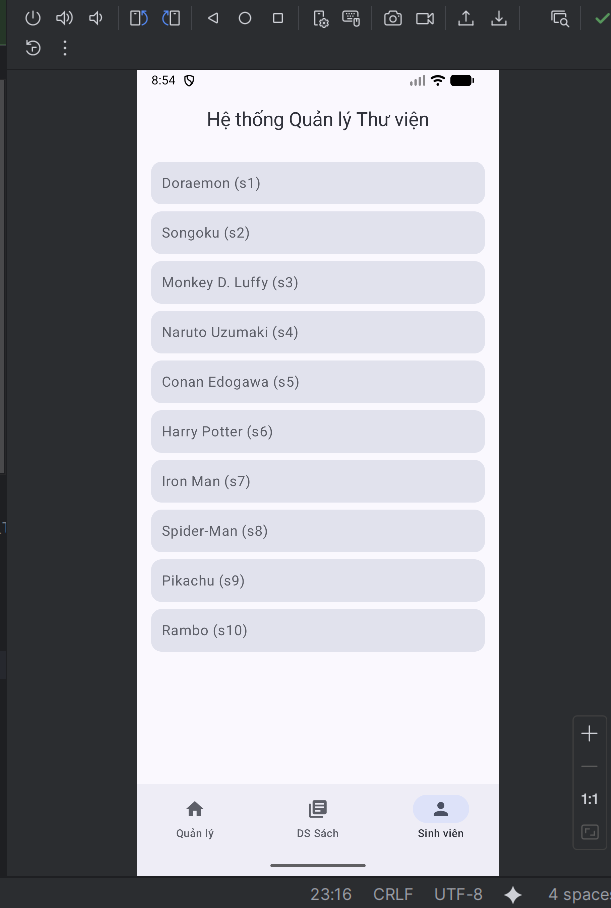 8:54
Hệ thống Quản lý Thư viện
Doraemon (s1)
Songoku (s2)
Monkey D. Luffy (s3)
Naruto Uzumaki (s4)
Conan Edogawa (s5)
Harry Potter (s6)
Iron Man (s7)
Spider-Man (s8)
Pikachu (s9)
Rambo (s10)
1:1
Quản lý DS Sách Sinh viên
23:16 CRLF UTF-8 4 spaces